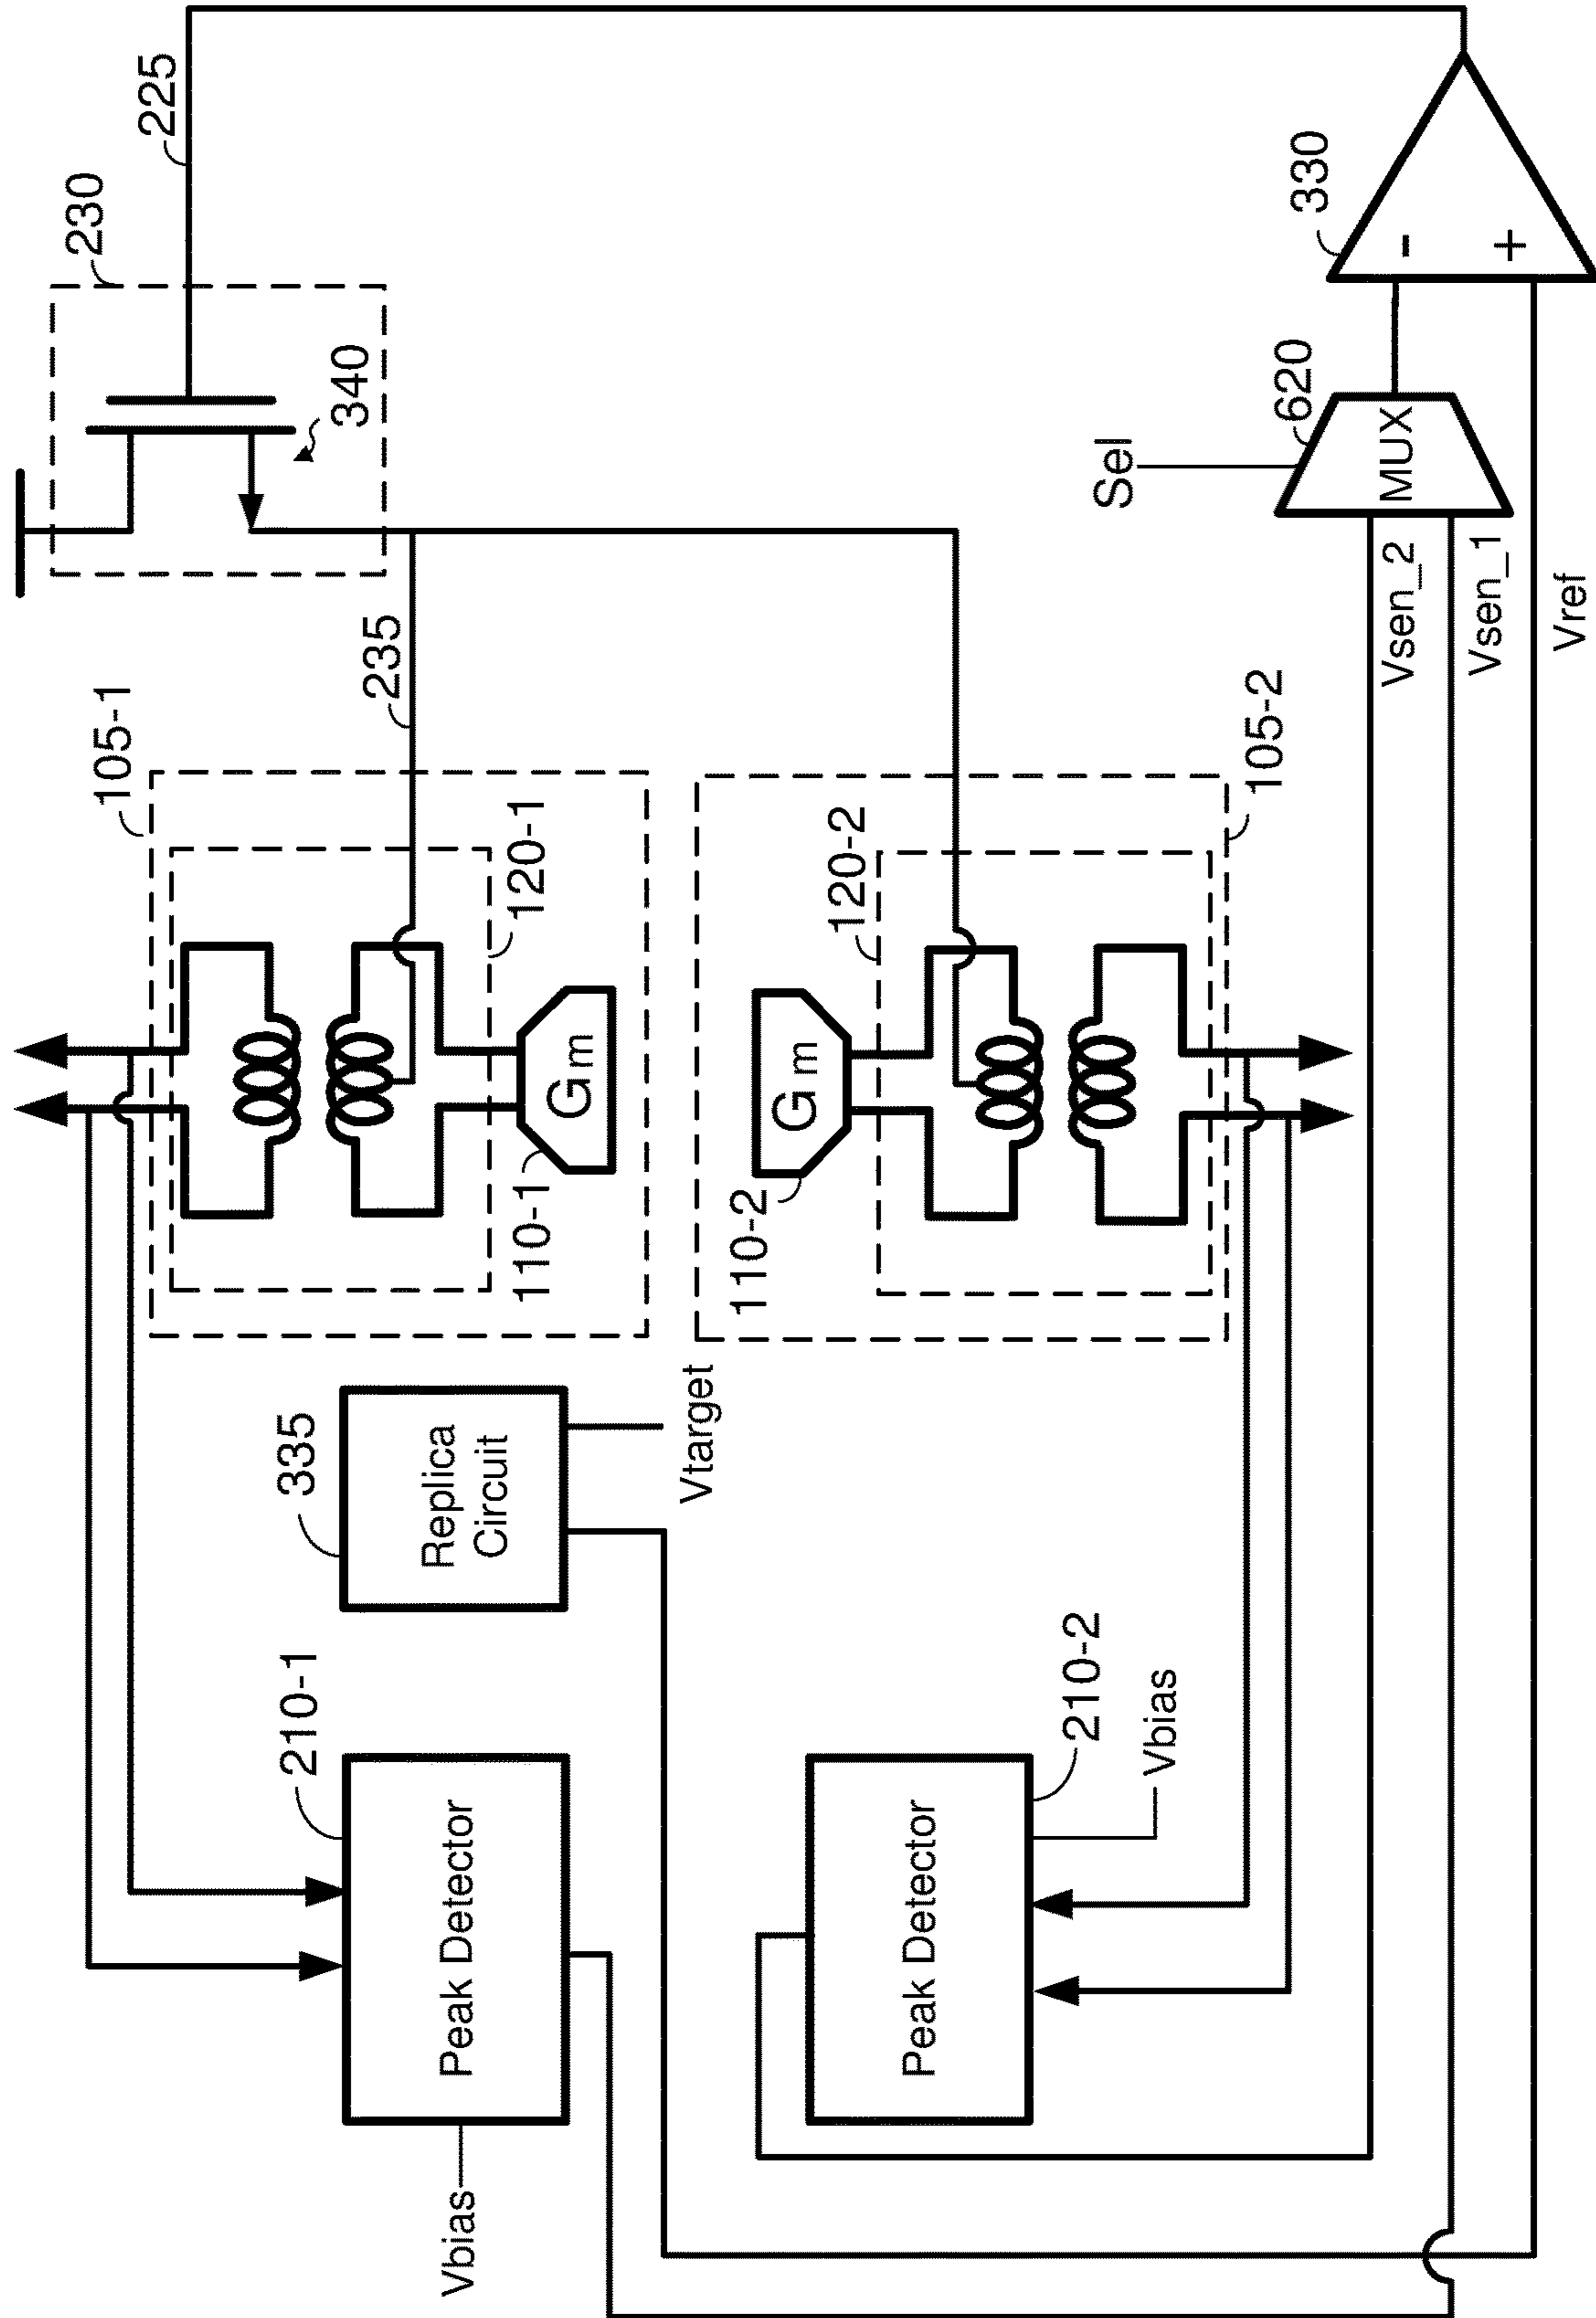 Vbias
210-1
Peak Detector
335
Replica
Circuit
Vtarget
105-1
120-1
110-1
Gm
235
230
340
225
Peak Detector
210-2
Vbias
110-2
Gm
120-2
105-2
Sel
620
MUX
330
-
+
Vsen_2
Vsen_1
Vref